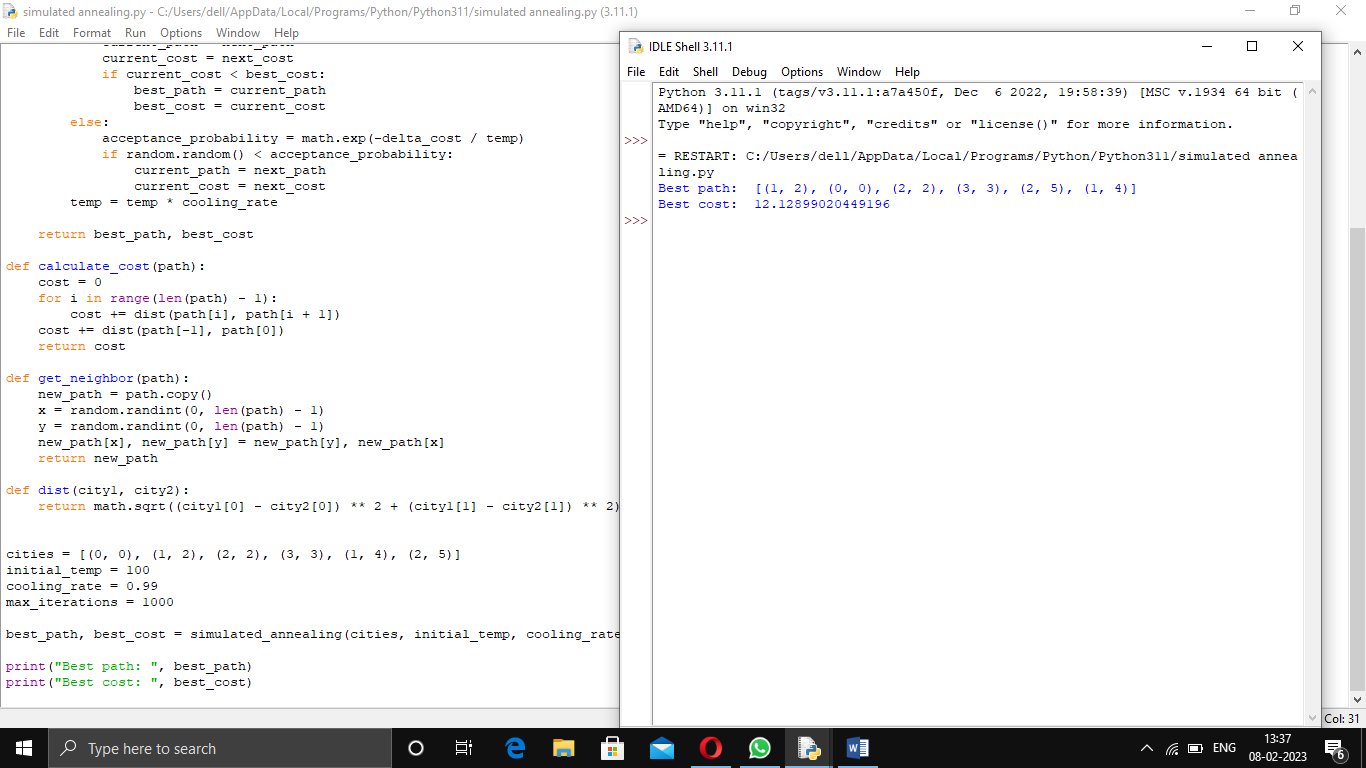 simulated annealing.py - C:/Users/dell/AppData/Local/Programs/Python/Python311/simulated annealing.py (3.11.1)
File Edit Format Run Options Window Help
current_cost = next_cost
if current_cost < best_cost:
best_path = current_path
best_cost = current_cost
else:
acceptance_probability = math.exp(-delta_cost / temp)
if random.random() < acceptance_probability:
current_path = next_path
current_cost = next_cost
temp = temp * cooling_rate
return best_path, best_cost
def calculate_cost(path):
cost = 0
for i in range(len(path) - 1):
cost += dist(path[i], path[i + 1])
cost += dist(path[-1], path[0])
return cost
def get_neighbor(path):
new_path = path.copy()
x = random.randint(0, len(path) - 1)
y = random.randint(0, len(path) - 1)
new_path[x], new_path[y] = new_path[y], new_path[x]
return new_path
def dist(city1, city2):
return math.sqrt((city1[0] - city2[0]) ** 2 + (city1[1] - city2[1]) ** 2)
cities = [(0, 0), (1, 2), (2, 2), (3, 3), (1, 4), (2, 5)]
initial_temp = 100
cooling_rate = 0.99
max_iterations = 1000
best_path, best_cost = simulated_annealing(cities, initial_temp, cooling_rate
print("Best path: ", best_path)
print("Best cost: ", best_cost)
IDLE Shell 3.11.1
File Edit Shell Debug Options Window Help
Python 3.11.1 (tags/v3.11.1:a7a450f, Dec  6 2022, 19:58:39) [MSC v.1934 64 bit (
AMD64)] on win32
Type "help", "copyright", "credits" or "license()" for more information.
>>>
= RESTART: C:/Users/dell/AppData/Local/Programs/Python/Python311/simulated annea
ling.py
Best path:  [(1, 2), (0, 0), (2, 2), (3, 3), (2, 5), (1, 4)]
Best cost:  12.12899020449196
>>>
Col: 31
Type here to search
ENG
13:37
08-02-2023
6